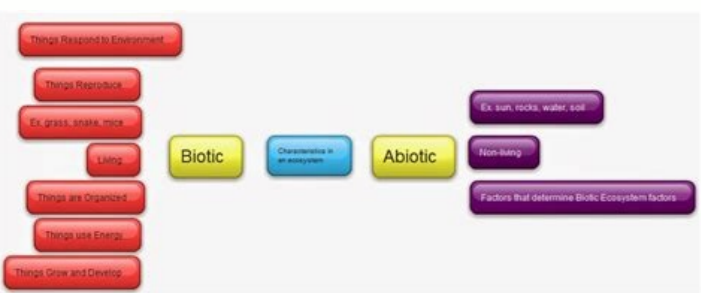 Things Respond to Environment
Things Reproduce
Ex. grass, snake, mice
Living
Things are Organized
Things use Energy
Things Grow and Develop
Biotic
Characteristics in
an ecosystem
Abiotic
Ex. sun, rocks, water, soil
Non-living
Factors that determine Biotic Ecosystem factors